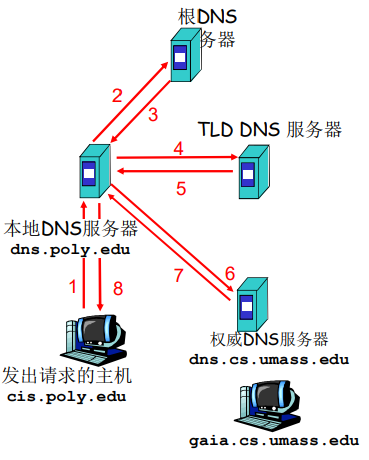 根DNS
务器
2
3
TLD DNS 服务器
4
5
本地DNS服务器
dns.poly.edu
6
7
1
8
权威DNS服务器
dns.cs.umass.edu
发出请求的主机
cis.poly.edu
gaia.cs.umass.edu